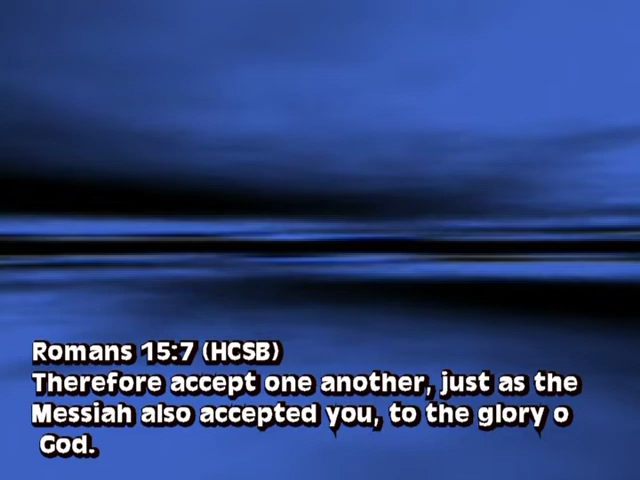 Romans 15:7 (HCSB)
Therefore accept one another, just as the
Messiah also accepted you, to the glory o
God.